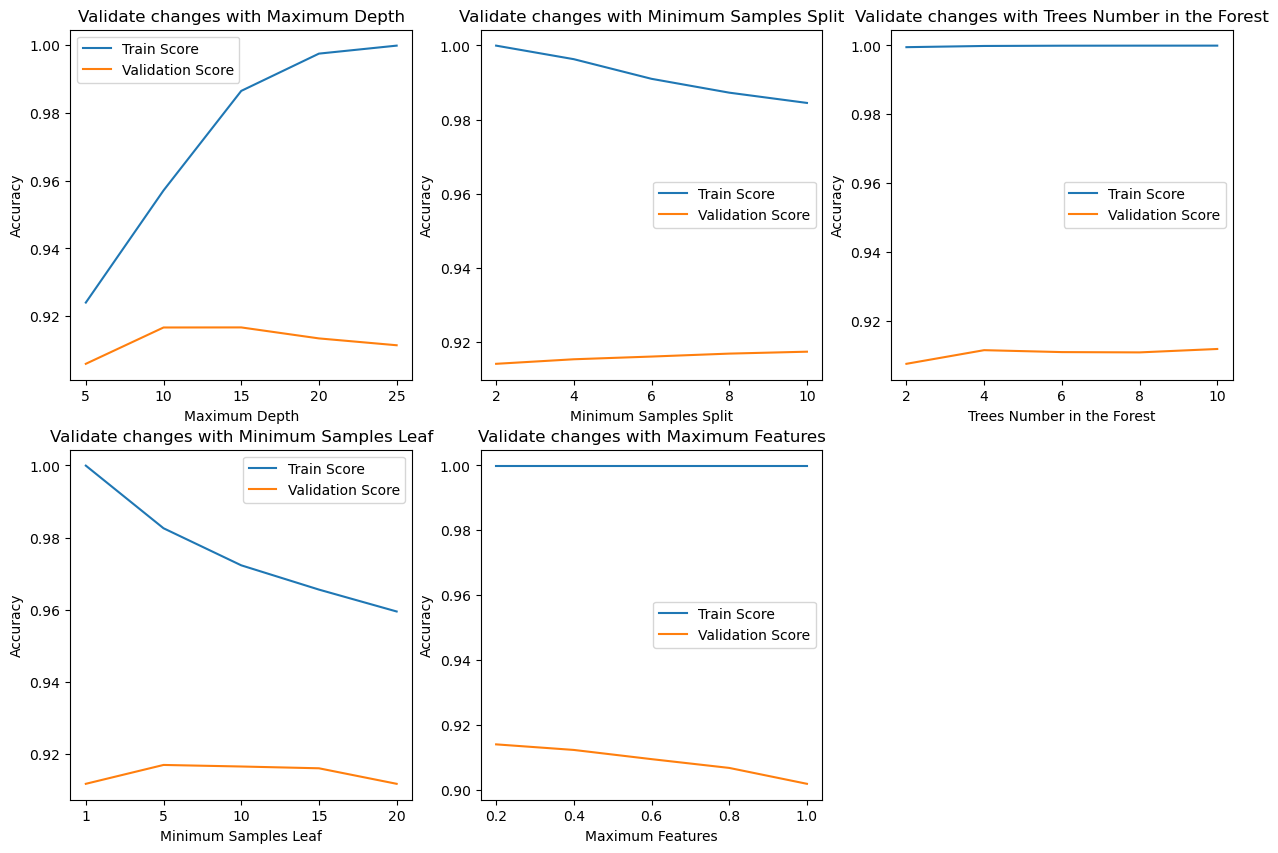 Validate changes with Maximum Depth
1.00
0.98
0.96
0.94
0.92
Accuracy
Train Score
Validation Score
5 10 15 20 25
Maximum Depth
Validate changes with Minimum Samples Split
1.00
0.98
0.96
0.94
0.92
Accuracy
Train Score
Validation Score
2 4 6 8 10
Minimum Samples Split
Validate changes with Trees Number in the Forest
1.00
0.98
0.96
0.94
0.92
Accuracy
Train Score
Validation Score
2 4 6 8 10
Trees Number in the Forest
Validate changes with Minimum Samples Leaf
1.00
0.98
0.96
0.94
0.92
Accuracy
Train Score
Validation Score
1 5 10 15 20
Minimum Samples Leaf
Validate changes with Maximum Features
1.00
0.98
0.96
0.94
0.92
0.90
Accuracy
Train Score
Validation Score
0.2 0.4 0.6 0.8 1.0
Maximum Features